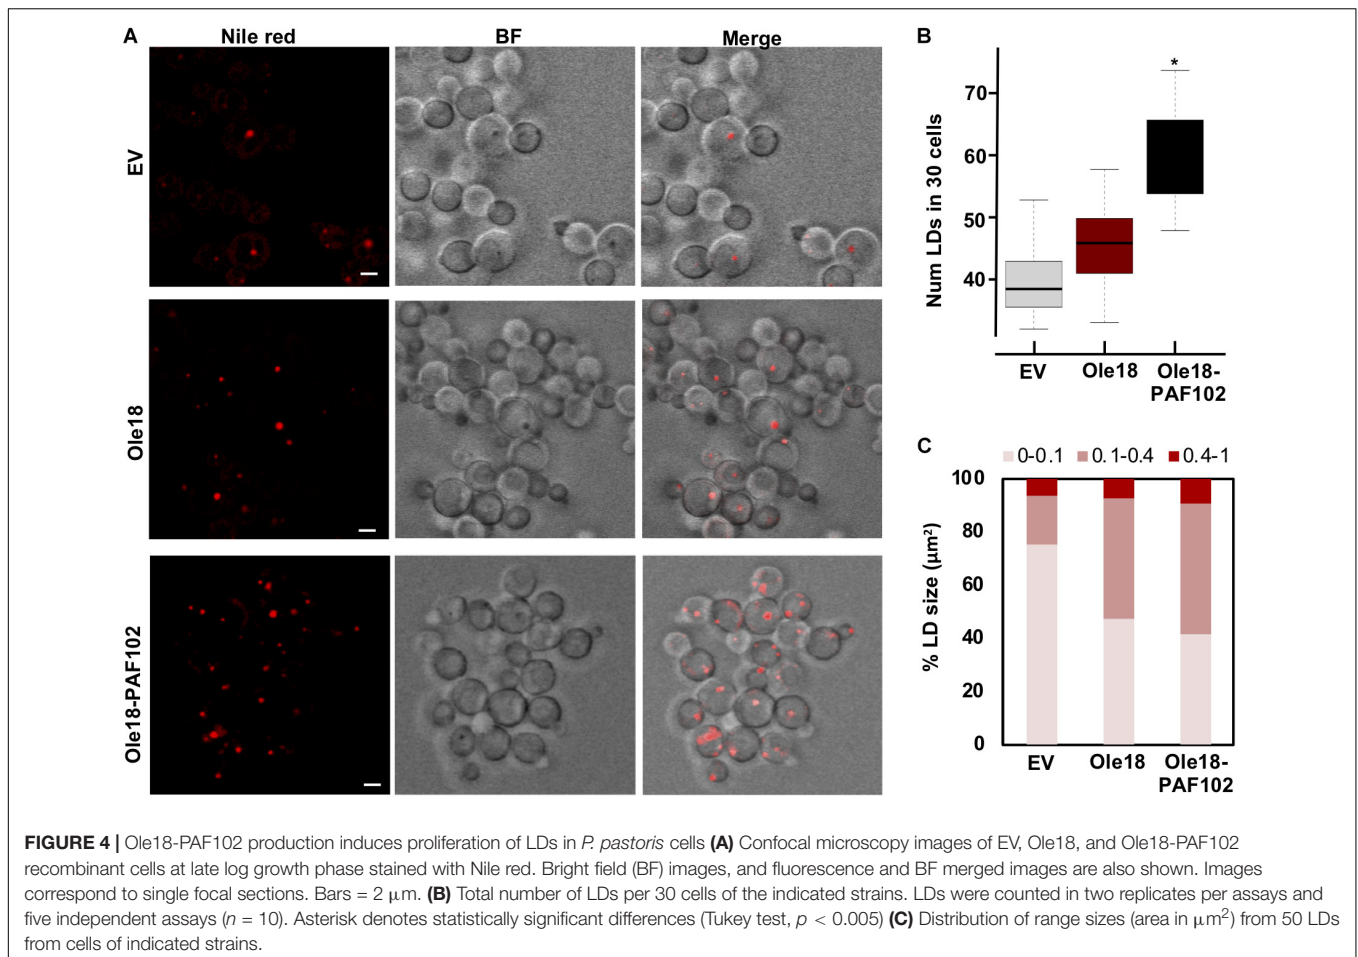 A
Nile red
BF
Merge
EV
Ole18
Ole18-PAF102
B
Num LDs in 30 cells
70
60
50
40
*
EV
Ole18
Ole18-
PAF102
C
0-0.1 0.1-0.4 0.4-1
% LD size (µm²)
100
80
60
40
20
0
EV
Ole18
Ole18-
PAF102
FIGURE 4 | Ole18-PAF102 production induces proliferation of LDs in P. pastoris cells (A) Confocal microscopy images of EV, Ole18, and Ole18-PAF102
recombinant cells at late log growth phase stained with Nile red. Bright field (BF) images, and fluorescence and BF merged images are also shown. Images
correspond to single focal sections. Bars = 2 µm. (B) Total number of LDs per 30 cells of the indicated strains. LDs were counted in two replicates per assays and
five independent assays (n = 10). Asterisk denotes statistically significant differences (Tukey test, p < 0.005) (C) Distribution of range sizes (area in µm²) from 50 LDs
from cells of indicated strains.